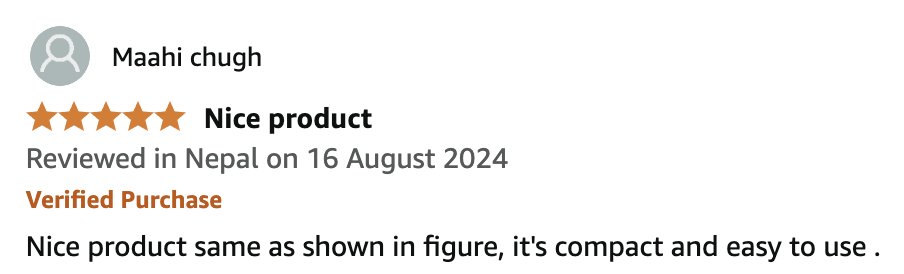 Maahi chugh
Nice product
Reviewed in Nepal on 16 August 2024
Verified Purchase
Nice product same as shown in figure, it's compact and easy to use .